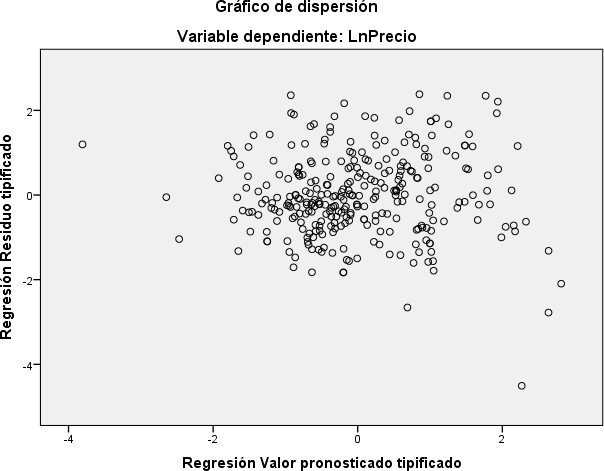 Gráfico de dispersión
Variable dependiente: LnPrecio
Regresión Residuo tipificado
2
0
-2
-4
-4
-2
0
2
Regresión Valor pronosticado tipificado